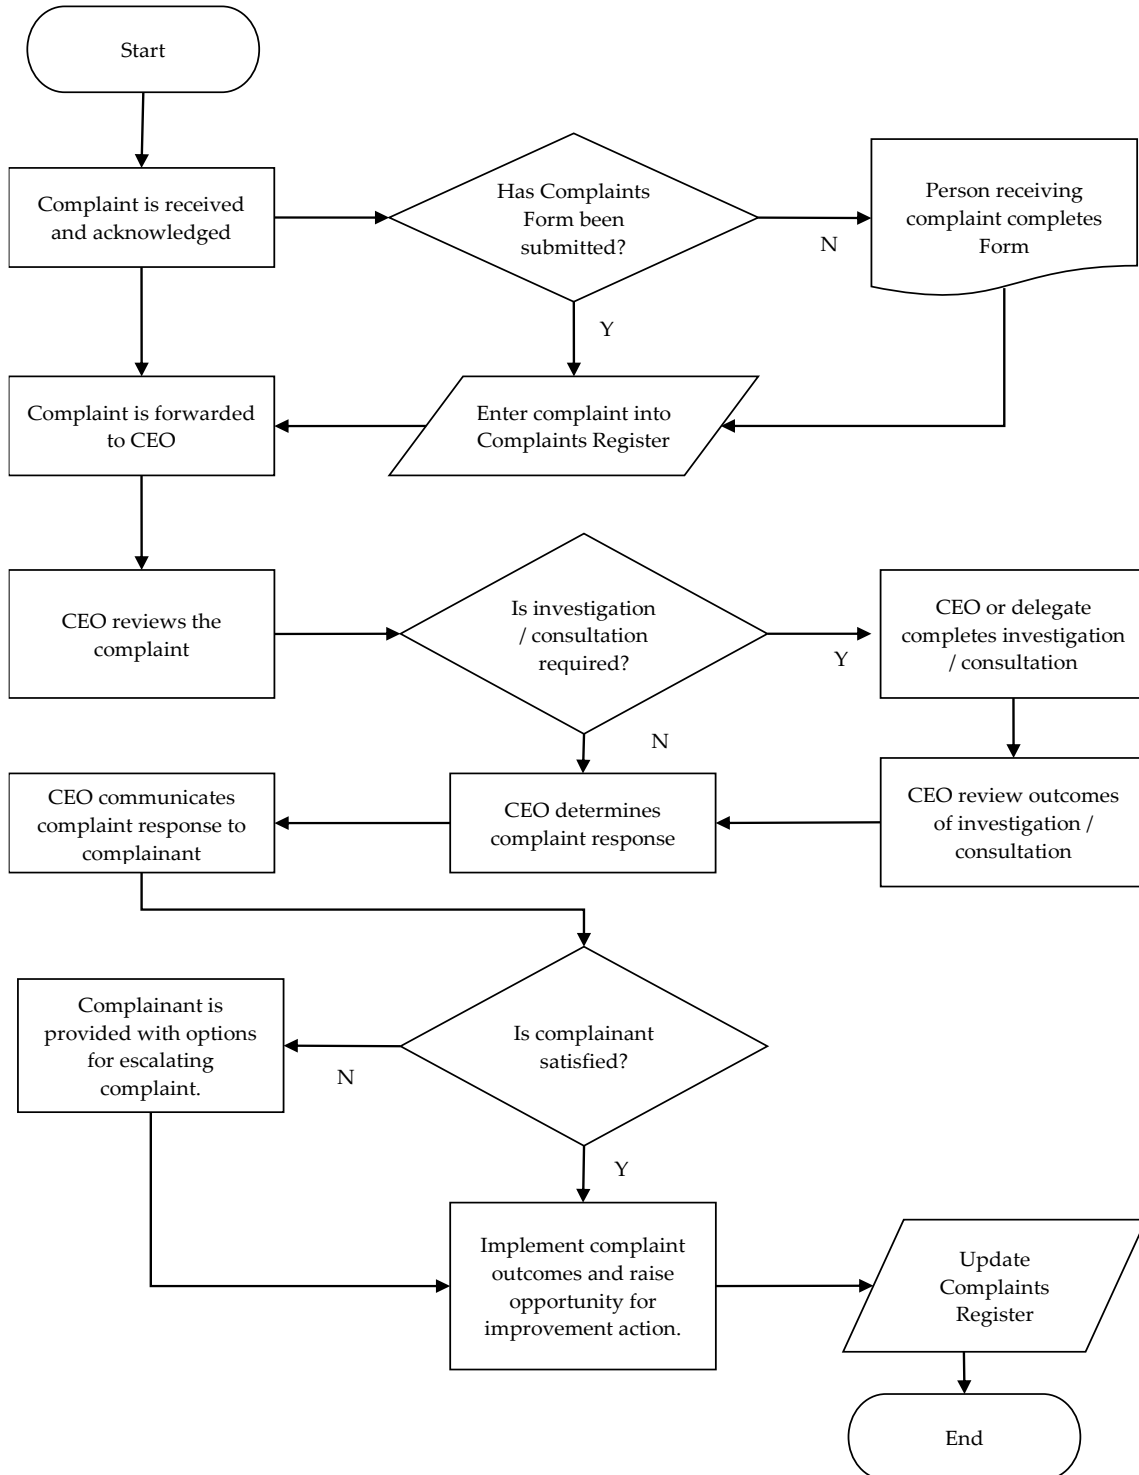 Start
Complaint is received
and acknowledged
Has Complaints
Form been
submitted?
N
Person receiving
complaint completes
Form
Y
Complaint is forwarded
to CEO
Enter complaint into
Complaints Register
CEO reviews the
complaint
Is investigation
/ consultation
required?
Y
CEO or delegate
completes investigation
/ consultation
N
CEO communicates
complaint response to
complainant
CEO determines
complaint response
CEO review outcomes
of investigation /
consultation
Complainant is
provided with options
for escalating
complaint.
N
Is complainant
satisfied?
Y
Implement complaint
outcomes and raise
opportunity for
improvement action.
Update
Complaints
Register
End